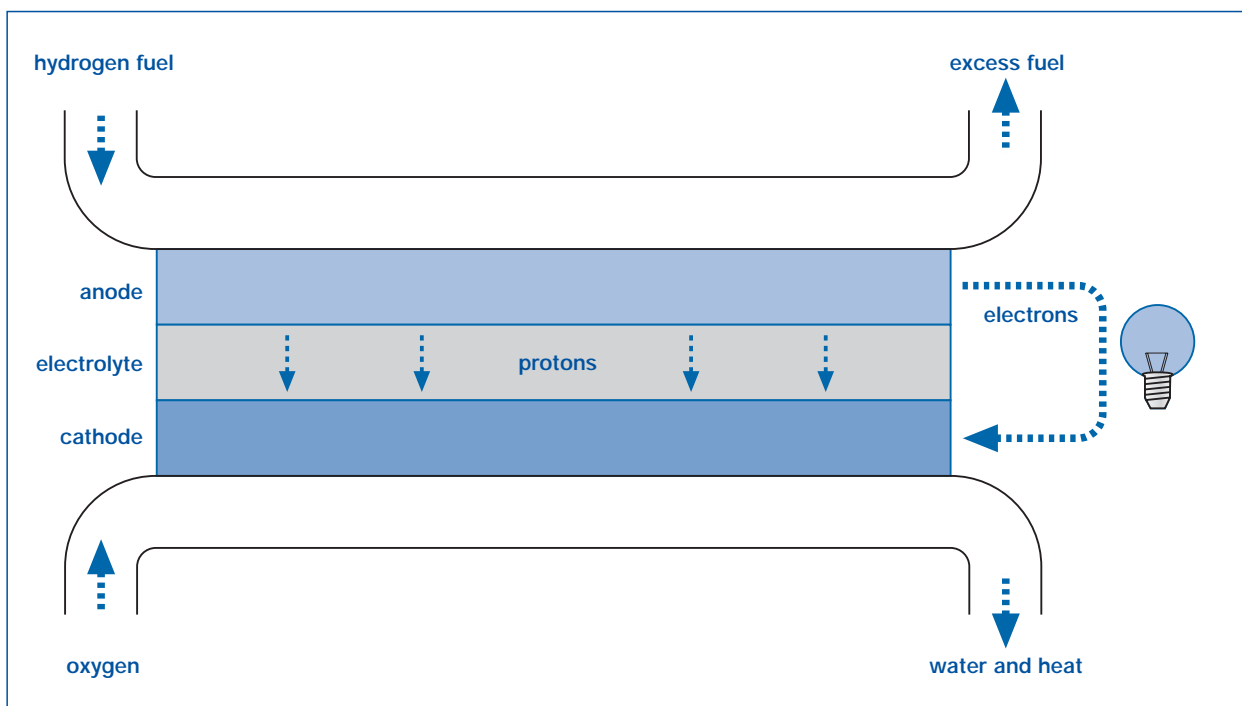 hydrogen fuel
excess fuel
anode
electrons
electrolyte
protons
cathode
oxygen
water and heat